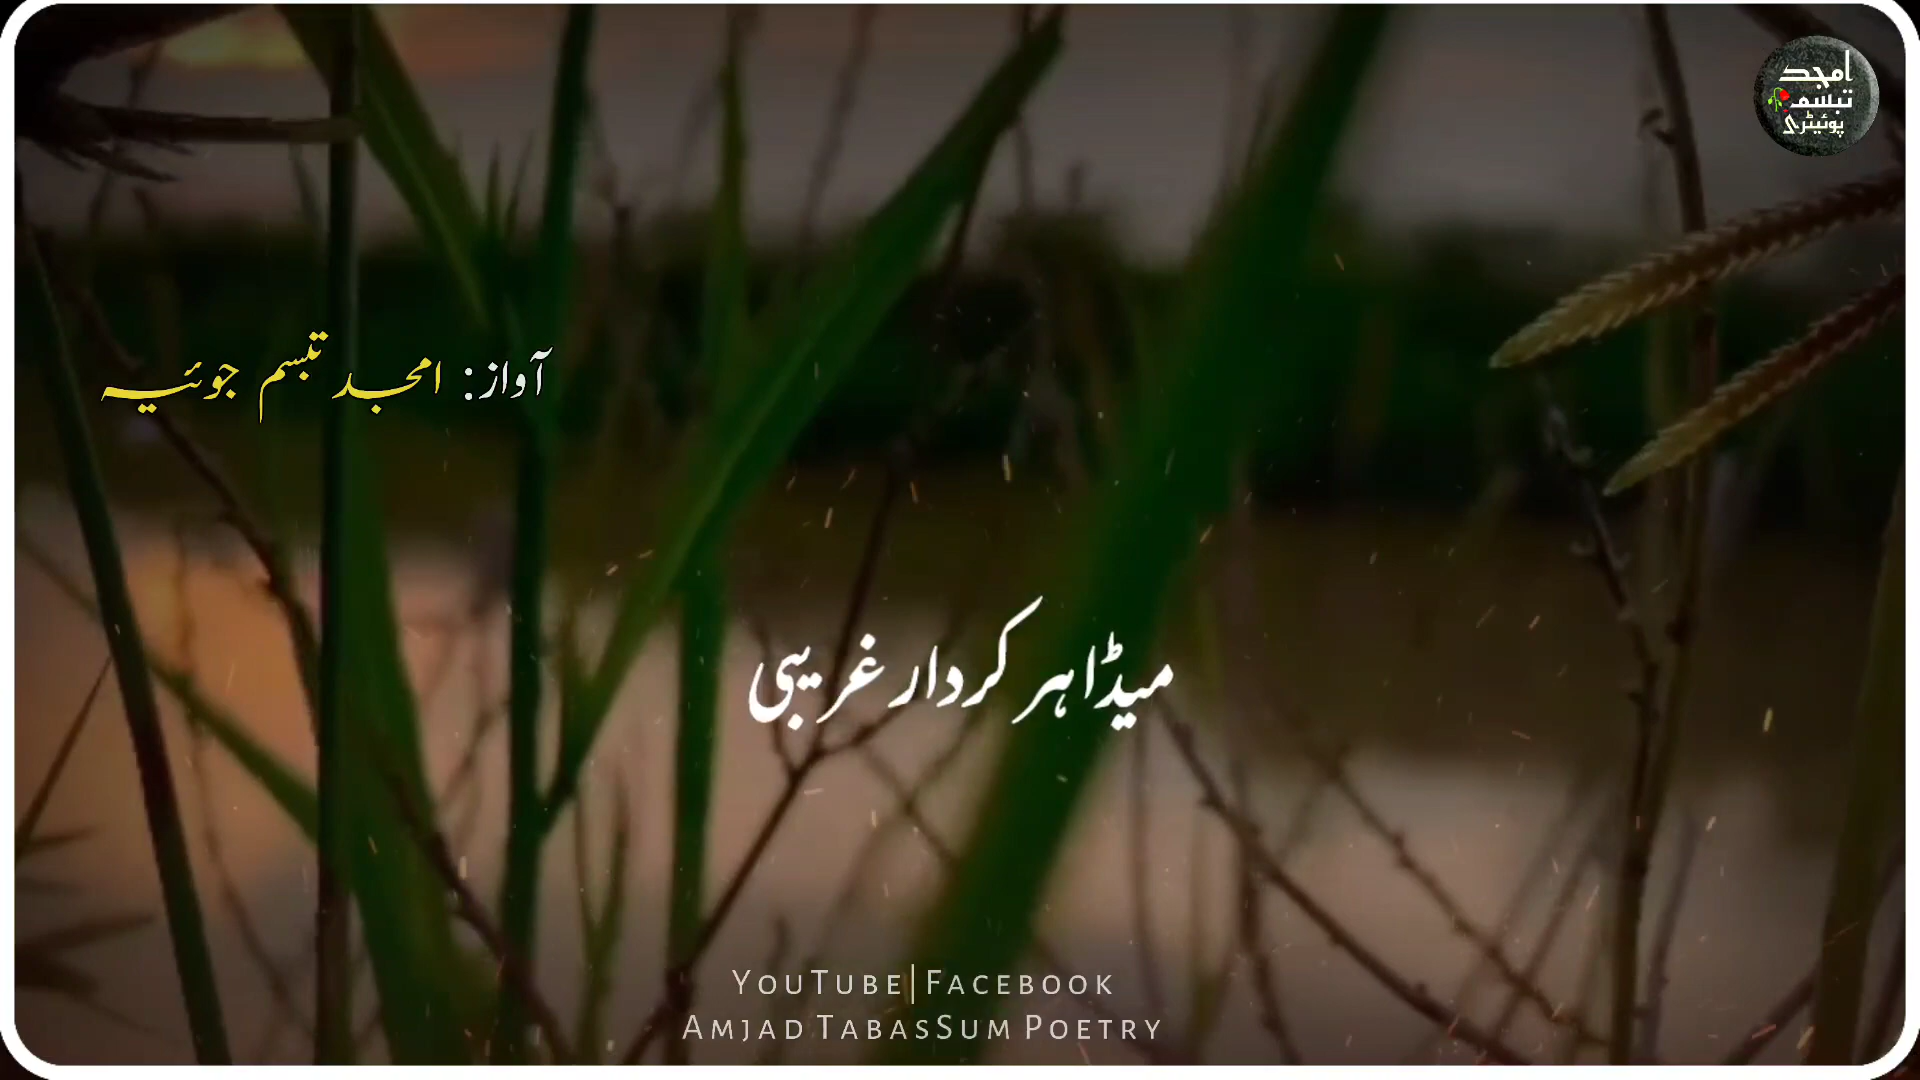 امجد
تبسم
پوئیٹری
آواز: امجد تبسم جوئیہ
میڈا ہر کردار غریبی
YouTube|Facebook
Amjad TabasSum Poetry